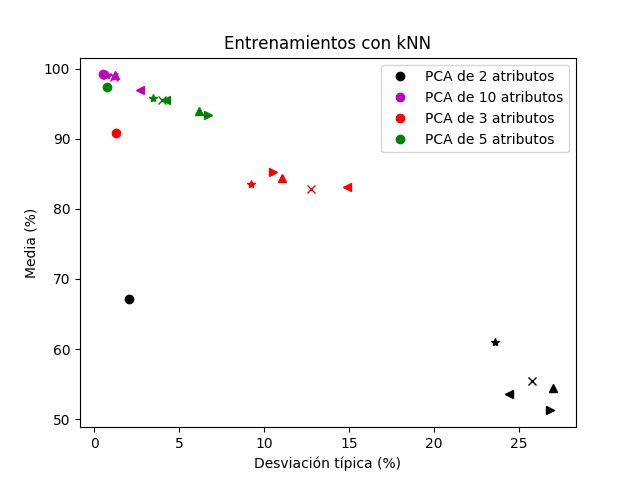 Entrenamientos con kNN
PCA de 2 atributos
PCA de 10 atributos
PCA de 3 atributos
PCA de 5 atributos
Media (%)
100
90
80
70
60
50
0 5 10 15 20 25
Desviación típica (%)